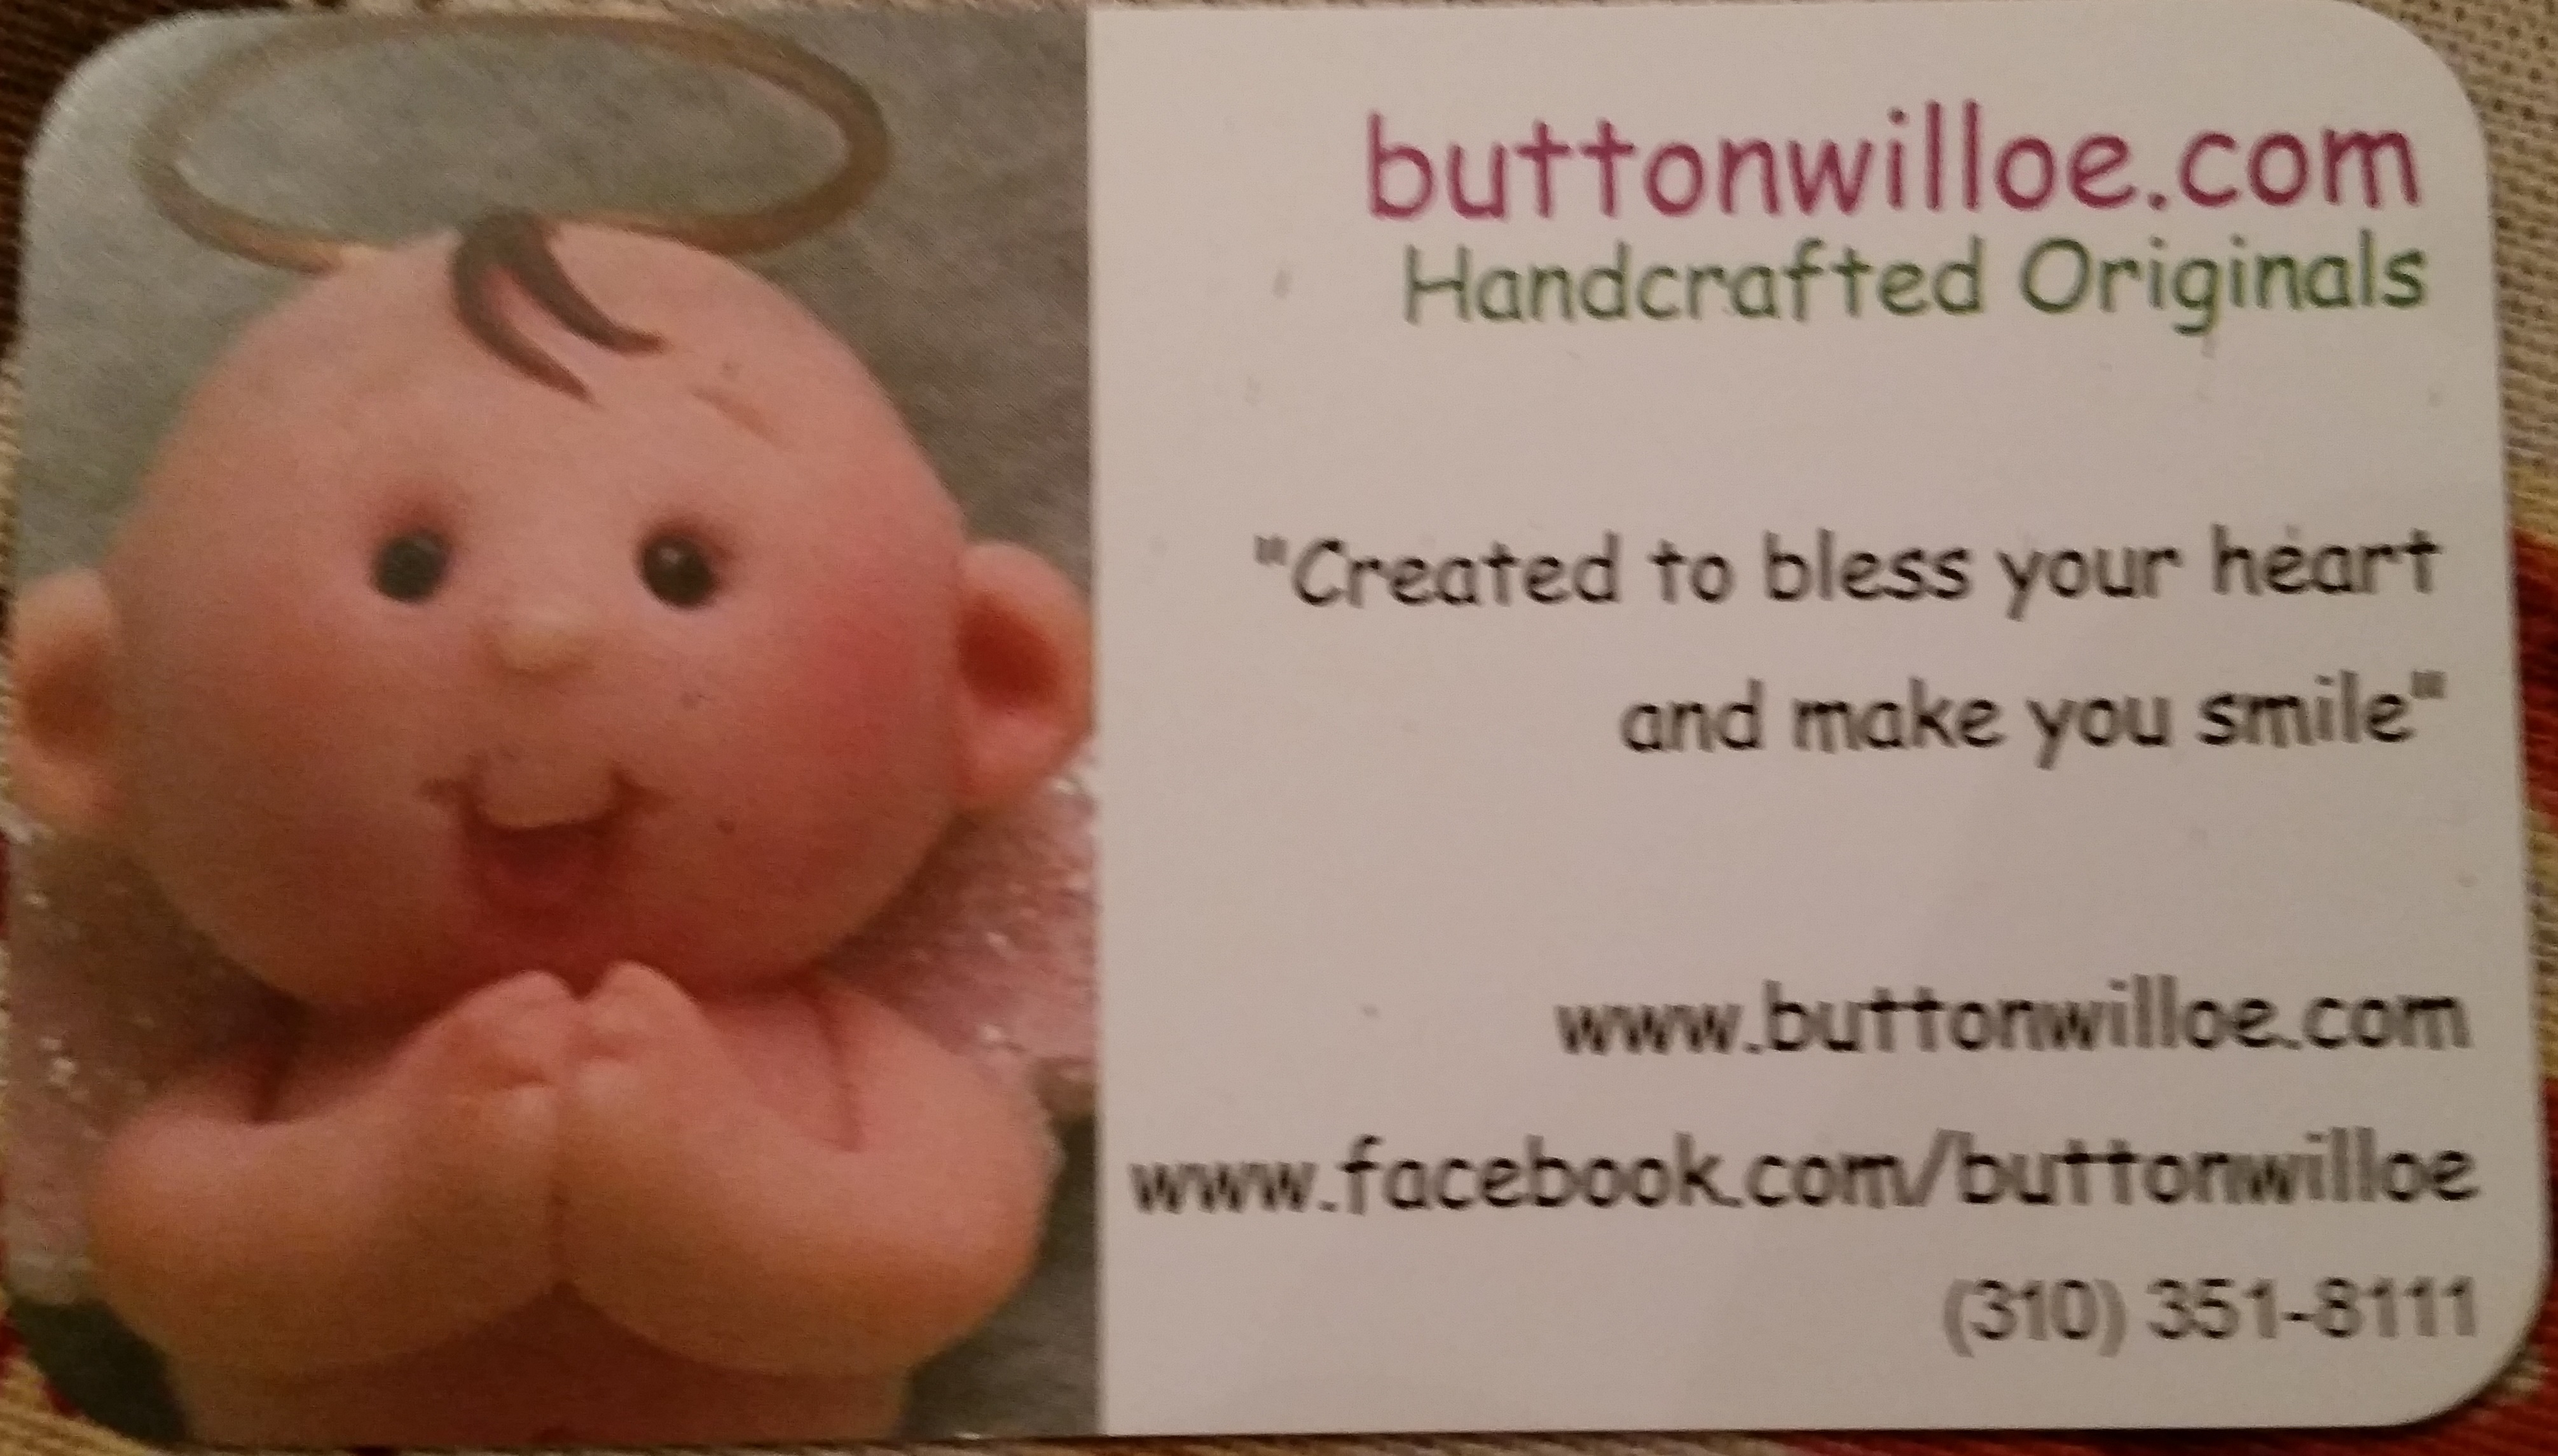 buttonwilloe.com
Handcrafted Originals
"Created to bless your heart
and make you smile"
www.buttonwilloe.com
www.facebook.com/buttonwilloe
(310) 351-8111